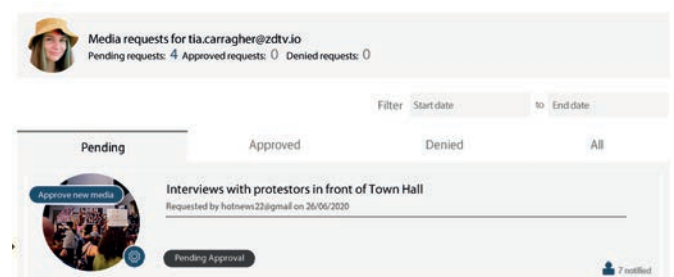 Media requests for tia.carragher@zdtv.io
Pending requests: 4 Approved requests: 0 Denied requests: 0
Filter Start date to End date
Pending Approved Denied All
Approve new media
Interviews with protestors in front of Town Hall
Requested by hotnews22@gmail on 26/06/2020
Pending Approval
7 notified